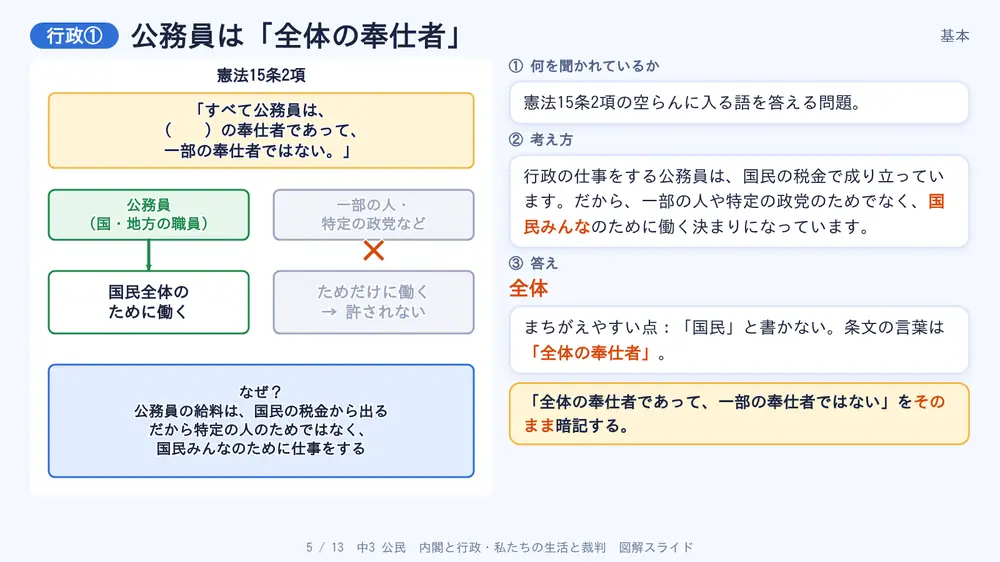 行政① 公務員は「全体の奉仕者」
基本
憲法15条2項
「すべて公務員は、
(　　)の奉仕者であって、
一部の奉仕者ではない。」
公務員
(国・地方の職員)
一部の人・
特定の政党など
国民全体の
ために働く
ためだけに働く
→ 許されない
なぜ？
公務員の給料は、国民の税金から出る
だから特定の人のためではなく、
国民みんなのために仕事をする
① 何を聞かれているか
憲法15条2項の空らんに入る語を答える問題。
② 考え方
行政の仕事をする公務員は、国民の税金で成り立ってい
ます。だから、一部の人や特定の政党のためでなく、国
民みんなのために働く決まりになっています。
③ 答え
全体
まちがえやすい点：「国民」と書かない。条文の言葉は
「全体の奉仕者」。
「全体の奉仕者であって、一部の奉仕者ではない」をその
まま暗記する。
5 / 13　中3 公民　内閣と行政・私たちの生活と裁判　図解スライド